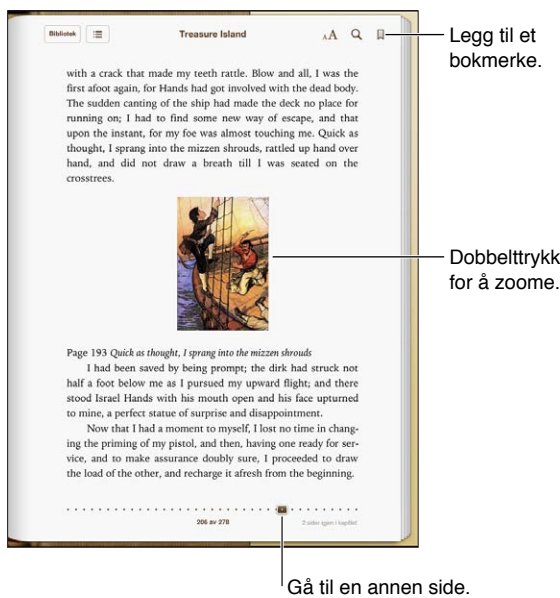 Bibliotek
Treasure Island
AA
Legg til et
bokmerke.
with a crack that made my teeth rattle. Blow and all, I was the
first afoot again, for Hands had got involved with the dead body.
The sudden canting of the ship had made the deck no place for
running on; I had to find some new way of escape, and that
upon the instant, for my foe was almost touching me. Quick as
thought, I sprang into the mizzen shrouds, rattled up hand over
hand, and did not draw a breath till I was seated on the
crosstrees.
Dobbelttrykk
for å zoome.
Page 193 Quick as thought, I sprang into the mizzen shrouds
I had been saved by being prompt; the dirk had struck not
half a foot below me as I pursued my upward flight; and there
stood Israel Hands with his mouth open and his face upturned
to mine, a perfect statue of surprise and disappointment.
Now that I had a moment to myself, I lost no time in chang-
ing the priming of my pistol, and then, having one ready for ser-
vice, and to make assurance doubly sure, I proceeded to draw
the load of the other, and recharge it afresh from the beginning.
206 av 278
2 sider igjen i kapittel
Gå til en annen side.